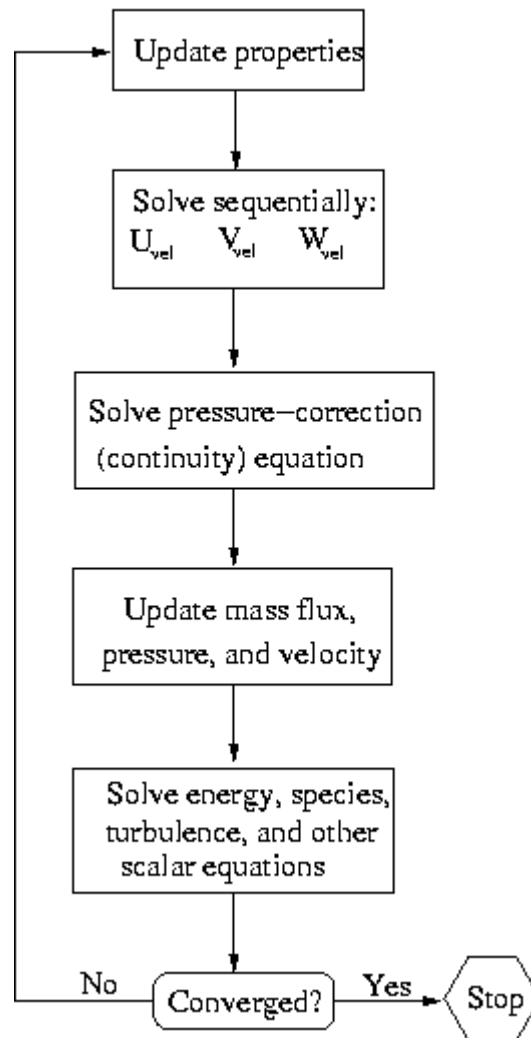 Update properties
Solve sequentially:
Uvel Vvel Wvel
Solve pressure−correction
(continuity) equation
Update mass flux,
pressure, and velocity
Solve energy, species,
turbulence, and other
scalar equations
No
Converged?
Yes
Stop